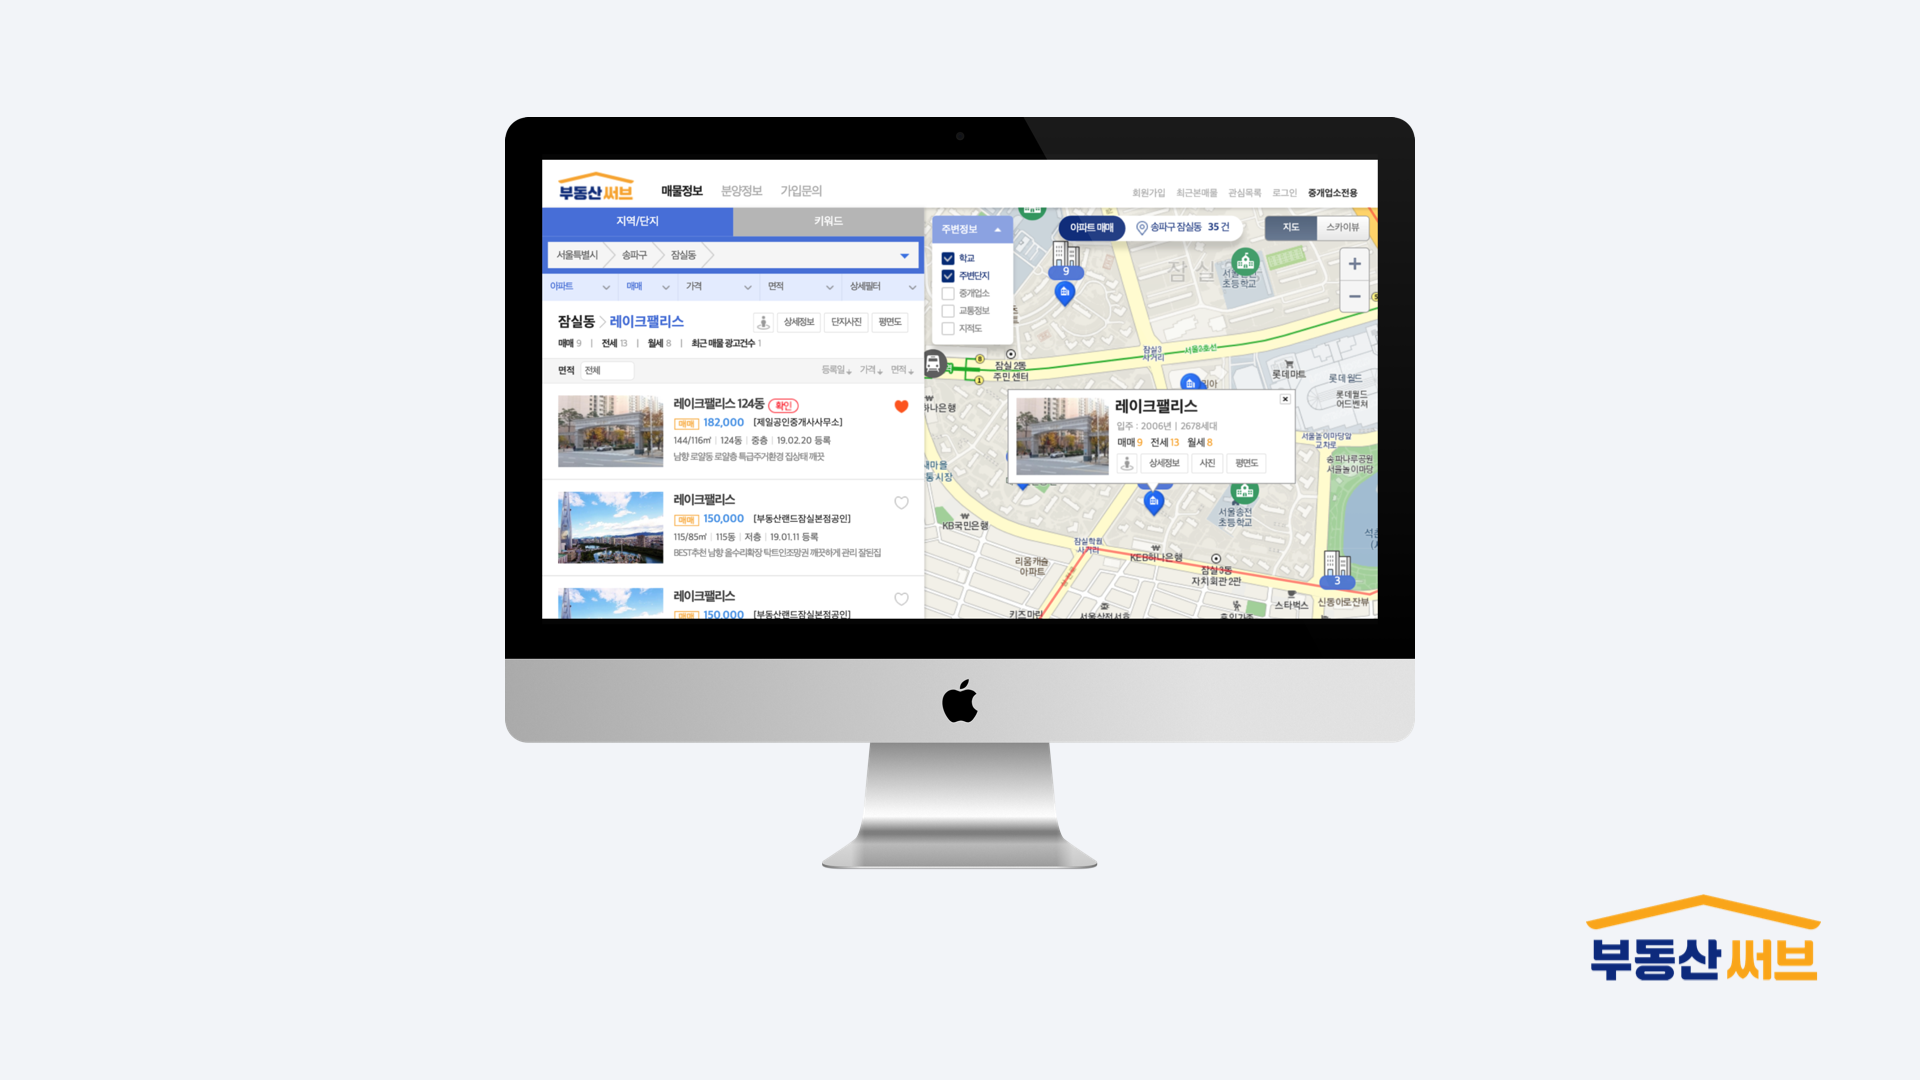 부동산써브 매물정보 분양정보 가입문의
회원가입 최근본매물 관심목록 로그인 중개업소전용
지역/단지 키워드
서울특별시 송파구 잠실동
아파트 매매 가격 면적 상세필터
잠실동 레이크팰리스 상세정보 단지사진 평면도
매매 9 | 전세 13 | 월세 8 | 최근 매물 광고건수 1
면적 전체 등록일 가격 면적
레이크팰리스 124동 확인
매매 182,000 [제일공인중개사사무소]
144/116㎡ 124동 중층 19.02.20 등록
남향 로얄동 로얄층 특급주거환경 집상태 깨끗
레이크팰리스
매매 150,000 [부동산랜드잠실본점공인]
115/85㎡ 115동 저층 19.01.11 등록
BEST추천 남향 올수리확장 탁트인조망권 깨끗하게 관리 잘된집
레이크팰리스
매매 150,000 [부동산랜드잠실본점공인]
주변정보
학교
주변단지
중개업소
교통정보
지적도
아파트 매매 송파구 잠실동 35 건
지도 스카이뷰
+
−
9
잠실
초등학교
잠실3
사거리
서울2호선
8
1
잠실 2동
주민 센터
하나은행
롯데마트
롯데월드
롯데월드
어드벤쳐
서울놀이마당앞
교차로
송파나루공원
서울놀이마당
레이크팰리스
입주 : 2006년 | 2678세대
매매 9 전세 13 월세 8
상세정보 사진 평면도
새마을
동시장
KB국민은행
서울송전
초등학교
잠실학원
사거리
KEB하나은행
리움캐슬
아파트
잠실 3동
자치회관 2관
3
스타벅스
신동아로잔뷰
키즈마린
부동산써브